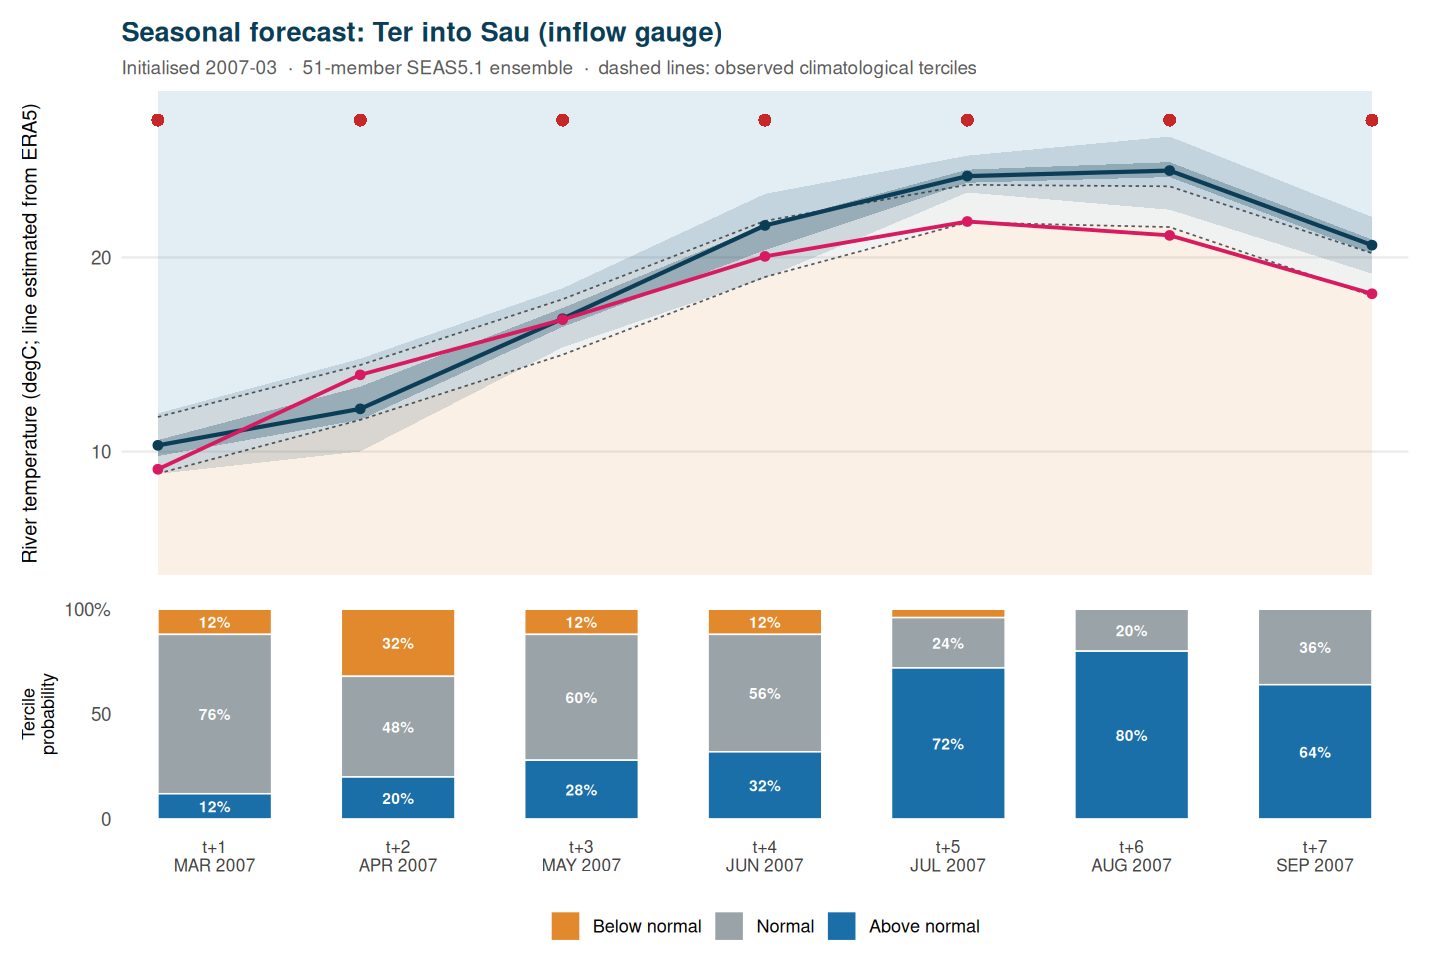 Seasonal forecast: Ter into Sau (inflow gauge)
Initialised 2007-03 · 51-member SEAS5.1 ensemble · dashed lines: observed climatological terciles
River temperature (degC; line estimated from ERA5)
20
10
Tercile
probability
100%
50
0
12%
76%
12%
32%
48%
20%
12%
60%
28%
12%
56%
32%
24%
72%
20%
80%
36%
64%
t+1
MAR 2007
t+2
APR 2007
t+3
MAY 2007
t+4
JUN 2007
t+5
JUL 2007
t+6
AUG 2007
t+7
SEP 2007
Below normal
Normal
Above normal